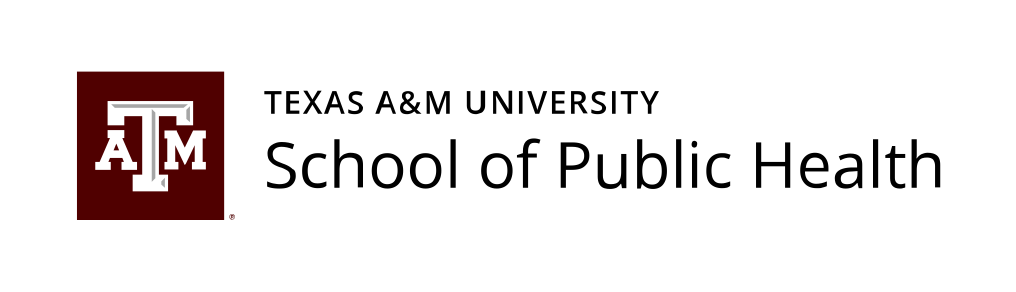 ATM
®
TEXAS A&M UNIVERSITY
School of Public Health